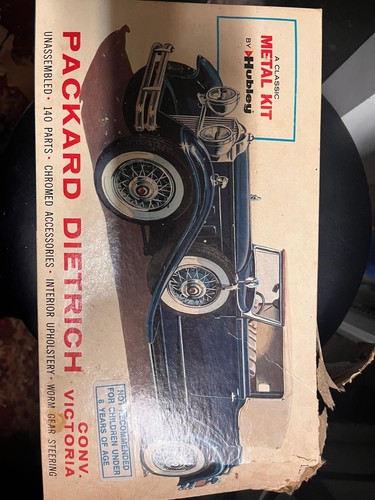 A CLASSIC
METAL KIT
BY Hubley
PACKARD DIETRICH CONV. VICTORIA
UNASSEMBLED • 140 PARTS • CHROMED ACCESSORIES • INTERIOR UPHOLSTERY • WORM GEAR STEERING
NOT RECOMMENDED
FOR CHILDREN UNDER
8 YEARS OF AGE